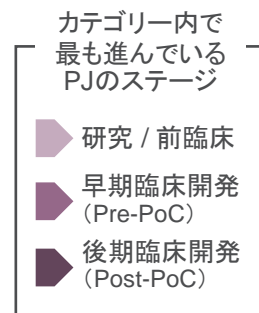 カテゴリー内で
最も進んでいる
PJのステージ
研究 / 前臨床
早期臨床開発
（Pre-PoC）
後期臨床開発
（Post-PoC）